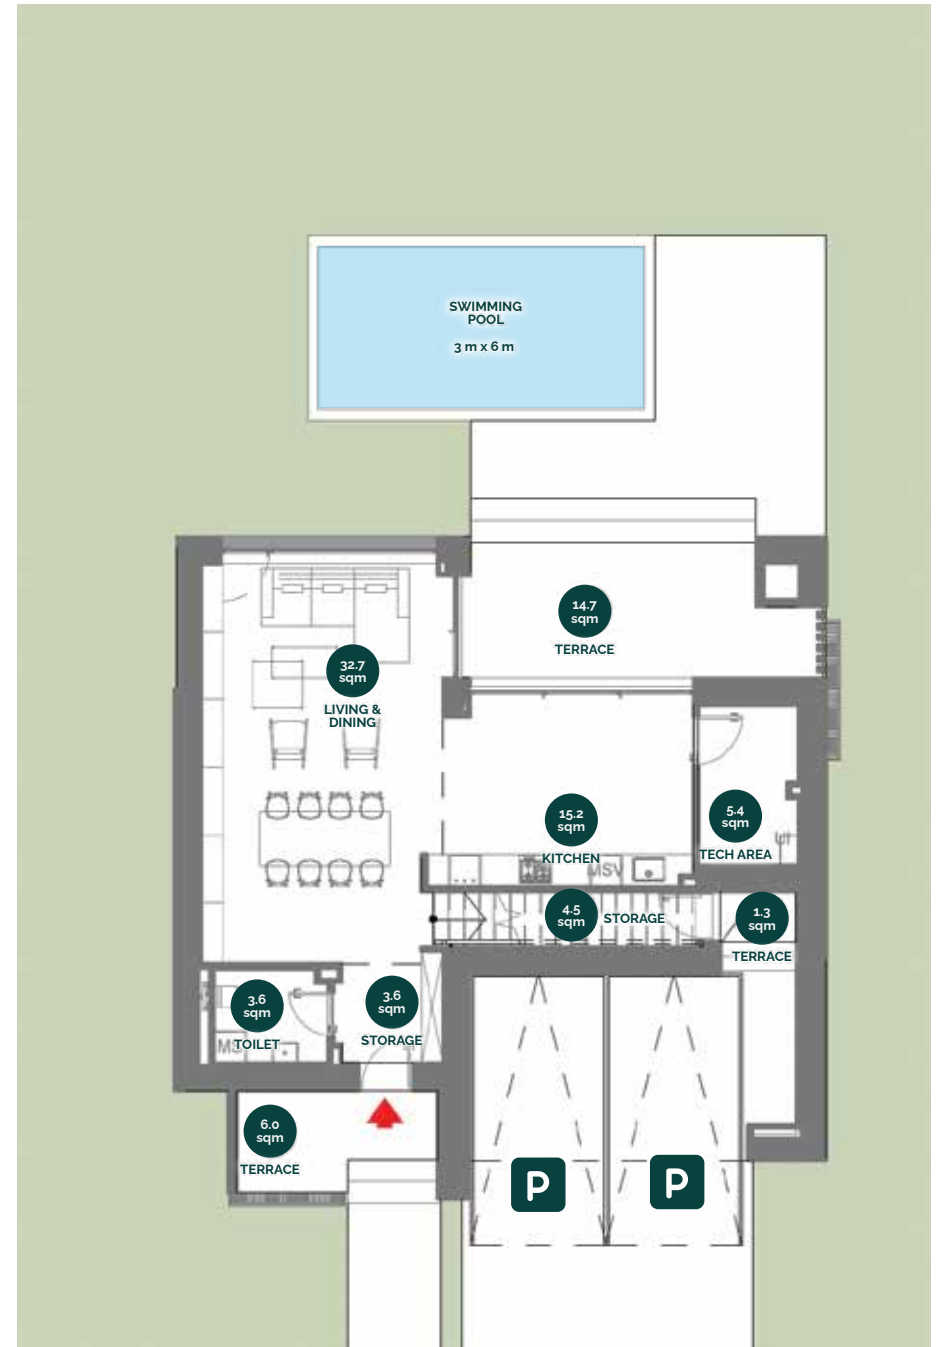 SWIMMING
POOL
3 m x 6 m
14.7
sqm
TERRACE
32.7
sqm
LIVING &
DINING
15.2
sqm
KITCHEN
MSV
5.4
sqm
TECH AREA
4.5
sqm
STORAGE
1.3
sqm
TERRACE
3.6
sqm
TOILET
3.6
sqm
STORAGE
6.0
sqm
TERRACE
P
P